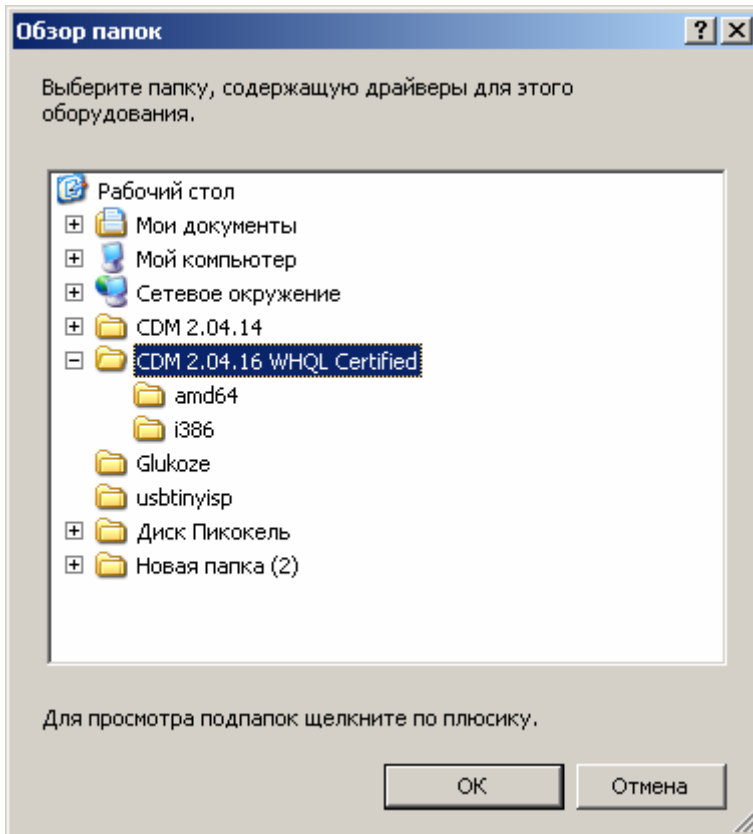 Обзор папок
Выберите папку, содержащую драйверы для этого
оборудования.
Рабочий стол
Мои документы
Мой компьютер
Сетевое окружение
CDM 2.04.14
CDM 2.04.16 WHQL Certified
amd64
i386
Glukoze
usbtinyisp
Диск Пикокель
Новая папка (2)
Для просмотра подпапок щелкните по плюсику.
ОК Отмена